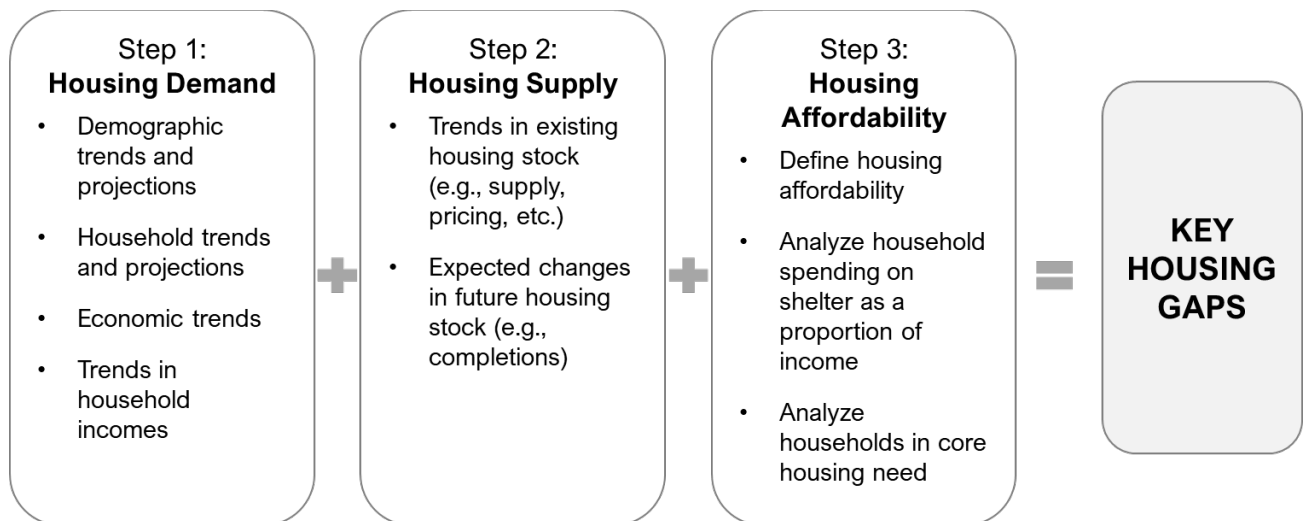 Step 1:
Housing Demand
• Demographic
trends and
projections
• Household trends
and projections
• Economic trends
• Trends in
household
incomes
Step 2:
Housing Supply
• Trends in existing
housing stock
(e.g., supply,
pricing, etc.)
• Expected changes
in future housing
stock (e.g.,
completions)
Step 3:
Housing
Affordability
• Define housing
affordability
• Analyze household
spending on
shelter as a
proportion of
income
• Analyze
households in core
housing need
KEY
HOUSING
GAPS